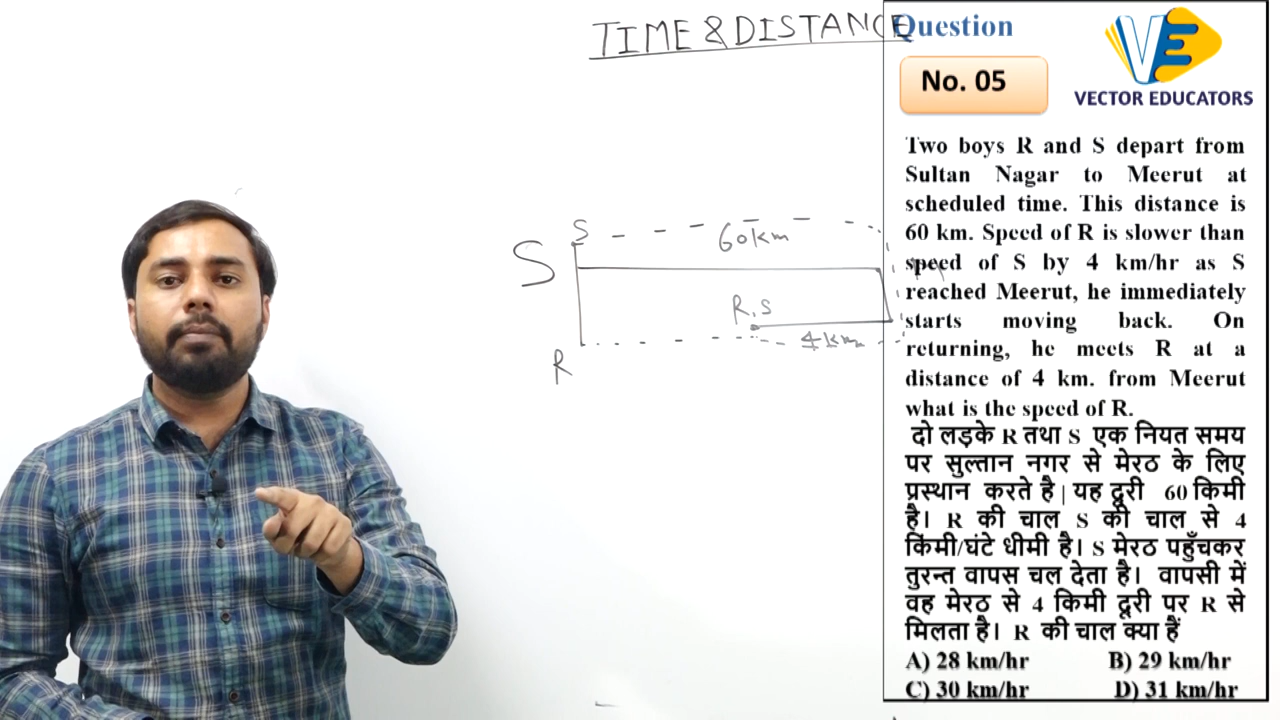 TIME & DISTANCE
Question
No. 05
VE
VECTOR EDUCATORS
Two boys R and S depart from
Sultan Nagar to Meerut at
scheduled time. This distance is
60 km. Speed of R is slower than
speed of S by 4 km/hr as S
reached Meerut, he immediately
starts moving back. On
returning, he meets R at a
distance of 4 km. from Meerut
what is the speed of R.
दो लड़के R तथा S एक नियत समय
पर सुल्तान नगर से मेरठ के लिए
प्रस्थान करते है | यह दूरी 60 किमी
है। R की चाल S की चाल से 4
किमी/घंटे धीमी है। S मेरठ पहुँचकर
तुरन्त वापस चल देता है। वापसी में
वह मेरठ से 4 किमी दूरी पर R से
मिलता है। R की चाल क्या हैं
A) 28 km/hr B) 29 km/hr
C) 30 km/hr D) 31 km/hr
S
60km
S
R,S
4km
R